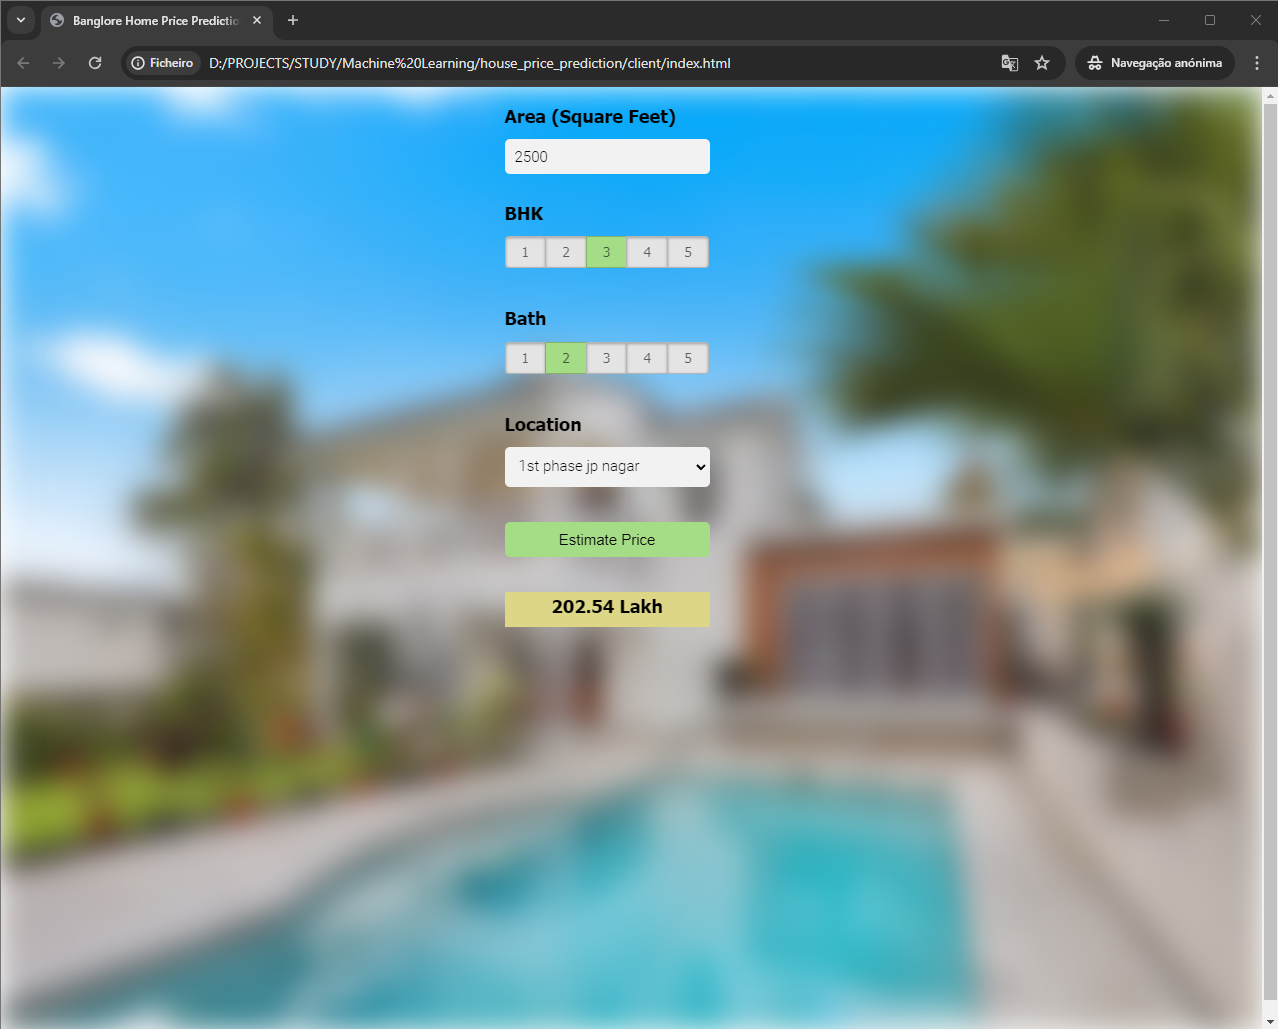 Banglore Home Price Predictio
Ficheiro
D:/PROJECTS/STUDY/Machine%20Learning/house_price_prediction/client/index.html
Navegação anónima
Area (Square Feet)
2500
BHK
1 2 3 4 5
Bath
1 2 3 4 5
Location
1st phase jp nagar
Estimate Price
202.54 Lakh